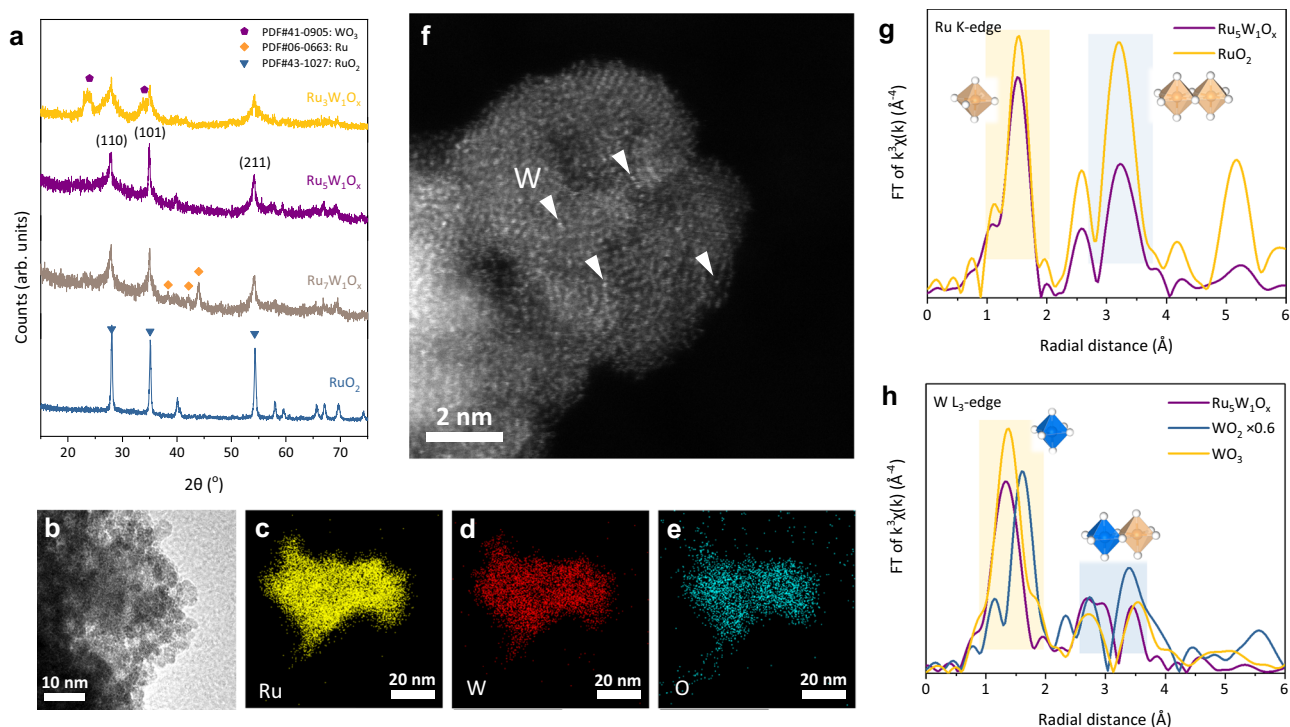 a
PDF#41-0905: WO₃
PDF#06-0663: Ru
PDF#43-1027: RuO₂
Ru₃W₁Oₓ
(110)
(101)
(211)
Ru₅W₁Oₓ
Ru₇W₁Oₓ
RuO₂
Counts (arb. units)
20 30 40 50 60 70
2θ (°)
b
10 nm
c
Ru
20 nm
d
W
20 nm
e
O
20 nm
f
W
2 nm
g
Ru K-edge
Ru₅W₁Oₓ
RuO₂
FT of k³χ(k) (Å⁻⁴)
0 1 2 3 4 5 6
Radial distance (Å)
h
W L₃-edge
Ru₅W₁Oₓ
WO₂ ×0.6
WO₃
FT of k³χ(k) (Å⁻⁴)
0 1 2 3 4 5 6
Radial distance (Å)